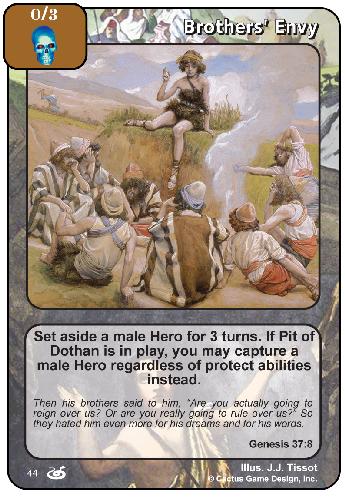 0/3
Brothers' Envy
Set aside a male Hero for 3 turns. If Pit of
Dothan is in play, you may capture a
male Hero regardless of protect abilities
instead.
Then his brothers said to him, "Are you actually going to
reign over us? Or are you really going to rule over us?" So
they hated him even more for his dreams and for his words.
Genesis 37:8
44
Illus. J.J. Tissot
© Cactus Game Design, Inc.